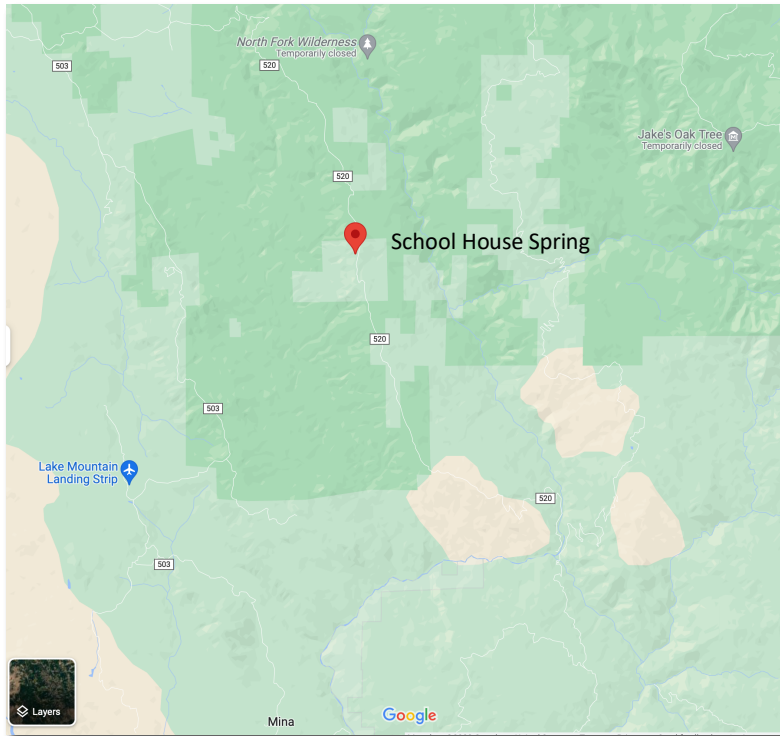 North Fork Wilderness
Temporarily closed
503
520
Jake's Oak Tree
Temporarily closed
520
School House Spring
520
503
Lake Mountain
Landing Strip
520
503
Layers
Mina
Google